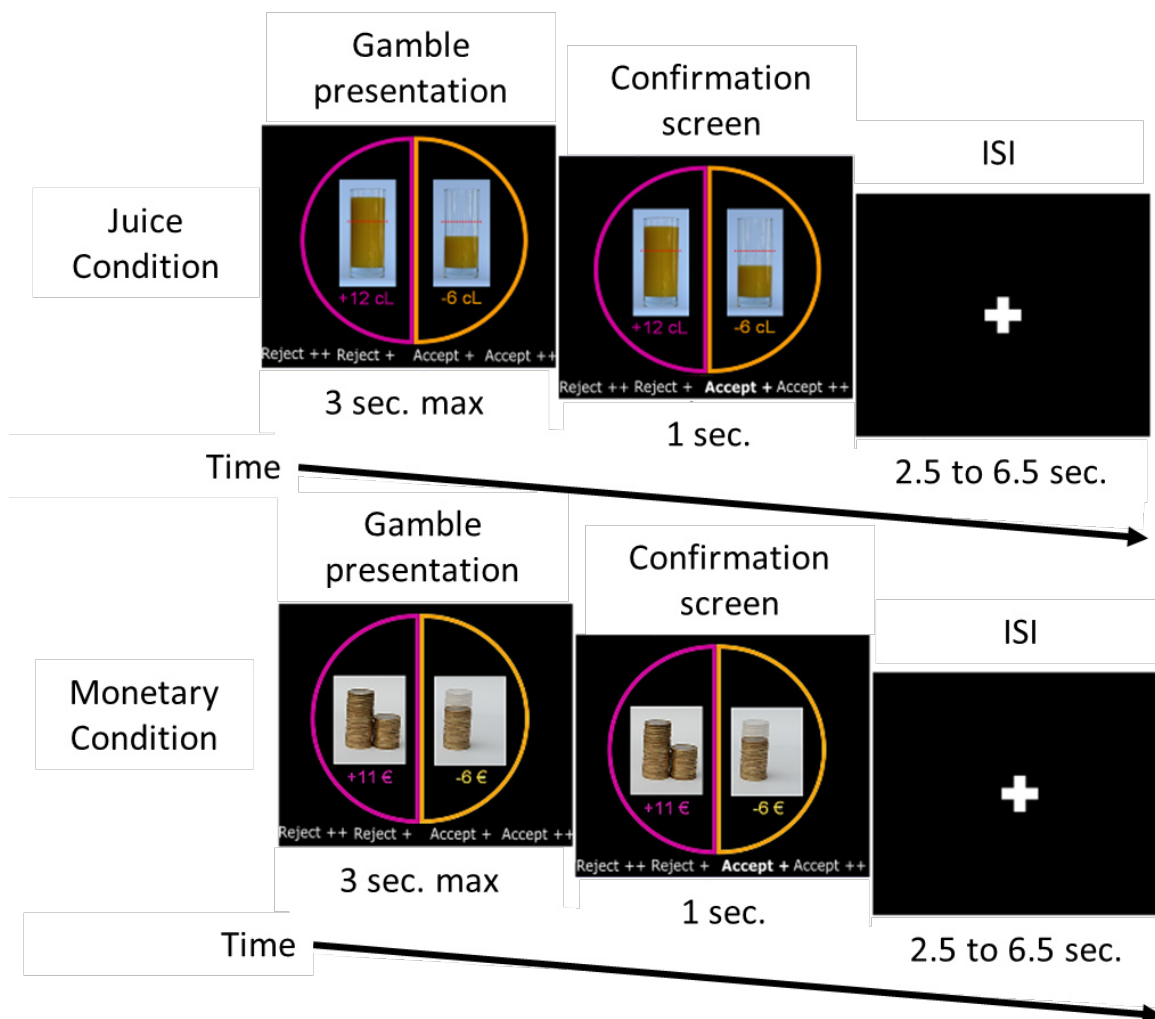 Gamble
presentation
Confirmation
screen
ISI
Juice
Condition
+12 cL -6 cL
Reject ++ Reject + Accept + Accept ++
+12 cL -6 cL
Reject ++ Reject + Accept + Accept ++
3 sec. max
1 sec.
2.5 to 6.5 sec.
Time
Gamble
presentation
Confirmation
screen
ISI
Monetary
Condition
+11 € -6 €
Reject ++ Reject + Accept + Accept ++
+11 € -6 €
Reject ++ Reject + Accept + Accept ++
3 sec. max
1 sec.
2.5 to 6.5 sec.
Time